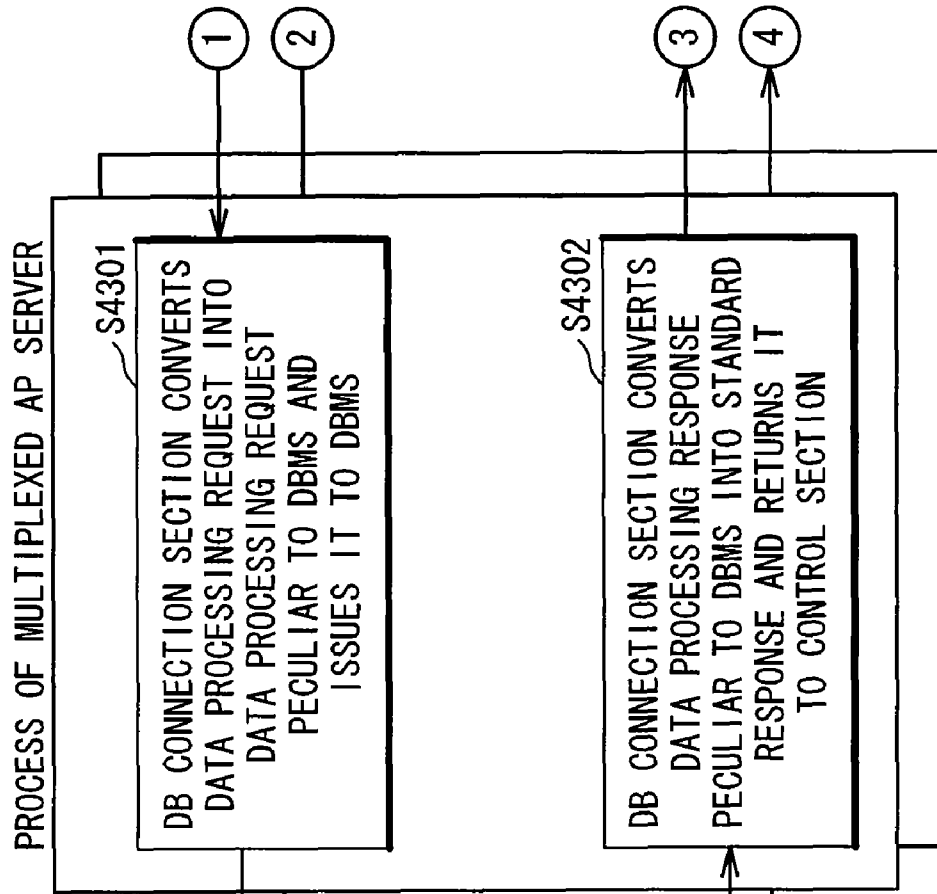 PROCESS OF MULTIPLEXED AP SERVER
S4301
DB CONNECTION SECTION CONVERTS
DATA PROCESSING REQUEST INTO
DATA PROCESSING REQUEST
PECULIAR TO DBMS AND
ISSUES IT TO DBMS
S4302
DB CONNECTION SECTION CONVERTS
DATA PROCESSING RESPONSE
PECULIAR TO DBMS INTO STANDARD
RESPONSE AND RETURNS IT
TO CONTROL SECTION
1
2
3
4